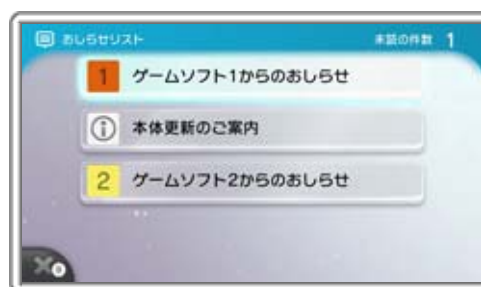 おしらせリスト
未読の件数 1
1 ゲームソフト1からのおしらせ
本体更新のご案内
2 ゲームソフト2からのおしらせ